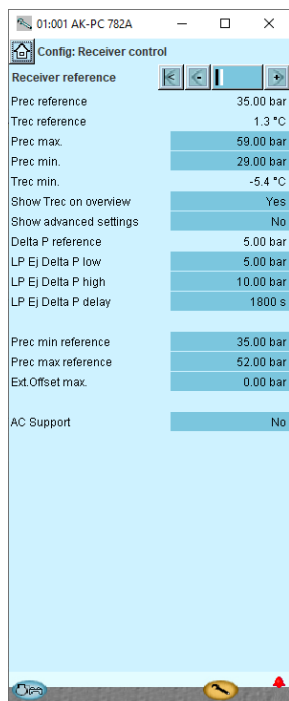 01:001 AK-PC 782A
Config: Receiver control
Receiver reference
Prec reference 35.00 bar
Trec reference 1.3 °C
Prec max. 59.00 bar
Prec min. 29.00 bar
Trec min. -5.4 °C
Show Trec on overview Yes
Show advanced settings No
Delta P reference 5.00 bar
LP Ej Delta P low 5.00 bar
LP Ej Delta P high 10.00 bar
LP Ej Delta P delay 1800 s
Prec min reference 35.00 bar
Prec max reference 52.00 bar
Ext.Offset max. 0.00 bar
AC Support No